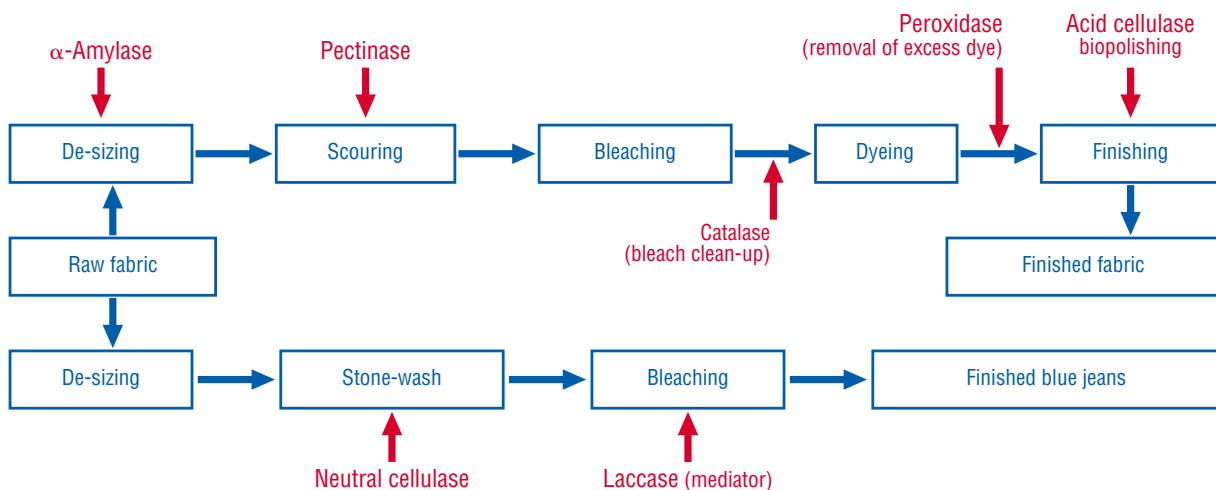 α-Amylase
Pectinase
Peroxidase
(removal of excess dye)
Acid cellulase
biopolishing
De-sizing
Scouring
Bleaching
Dyeing
Finishing
Catalase
(bleach clean-up)
Raw fabric
Finished fabric
De-sizing
Stone-wash
Bleaching
Finished blue jeans
Neutral cellulase
Laccase (mediator)